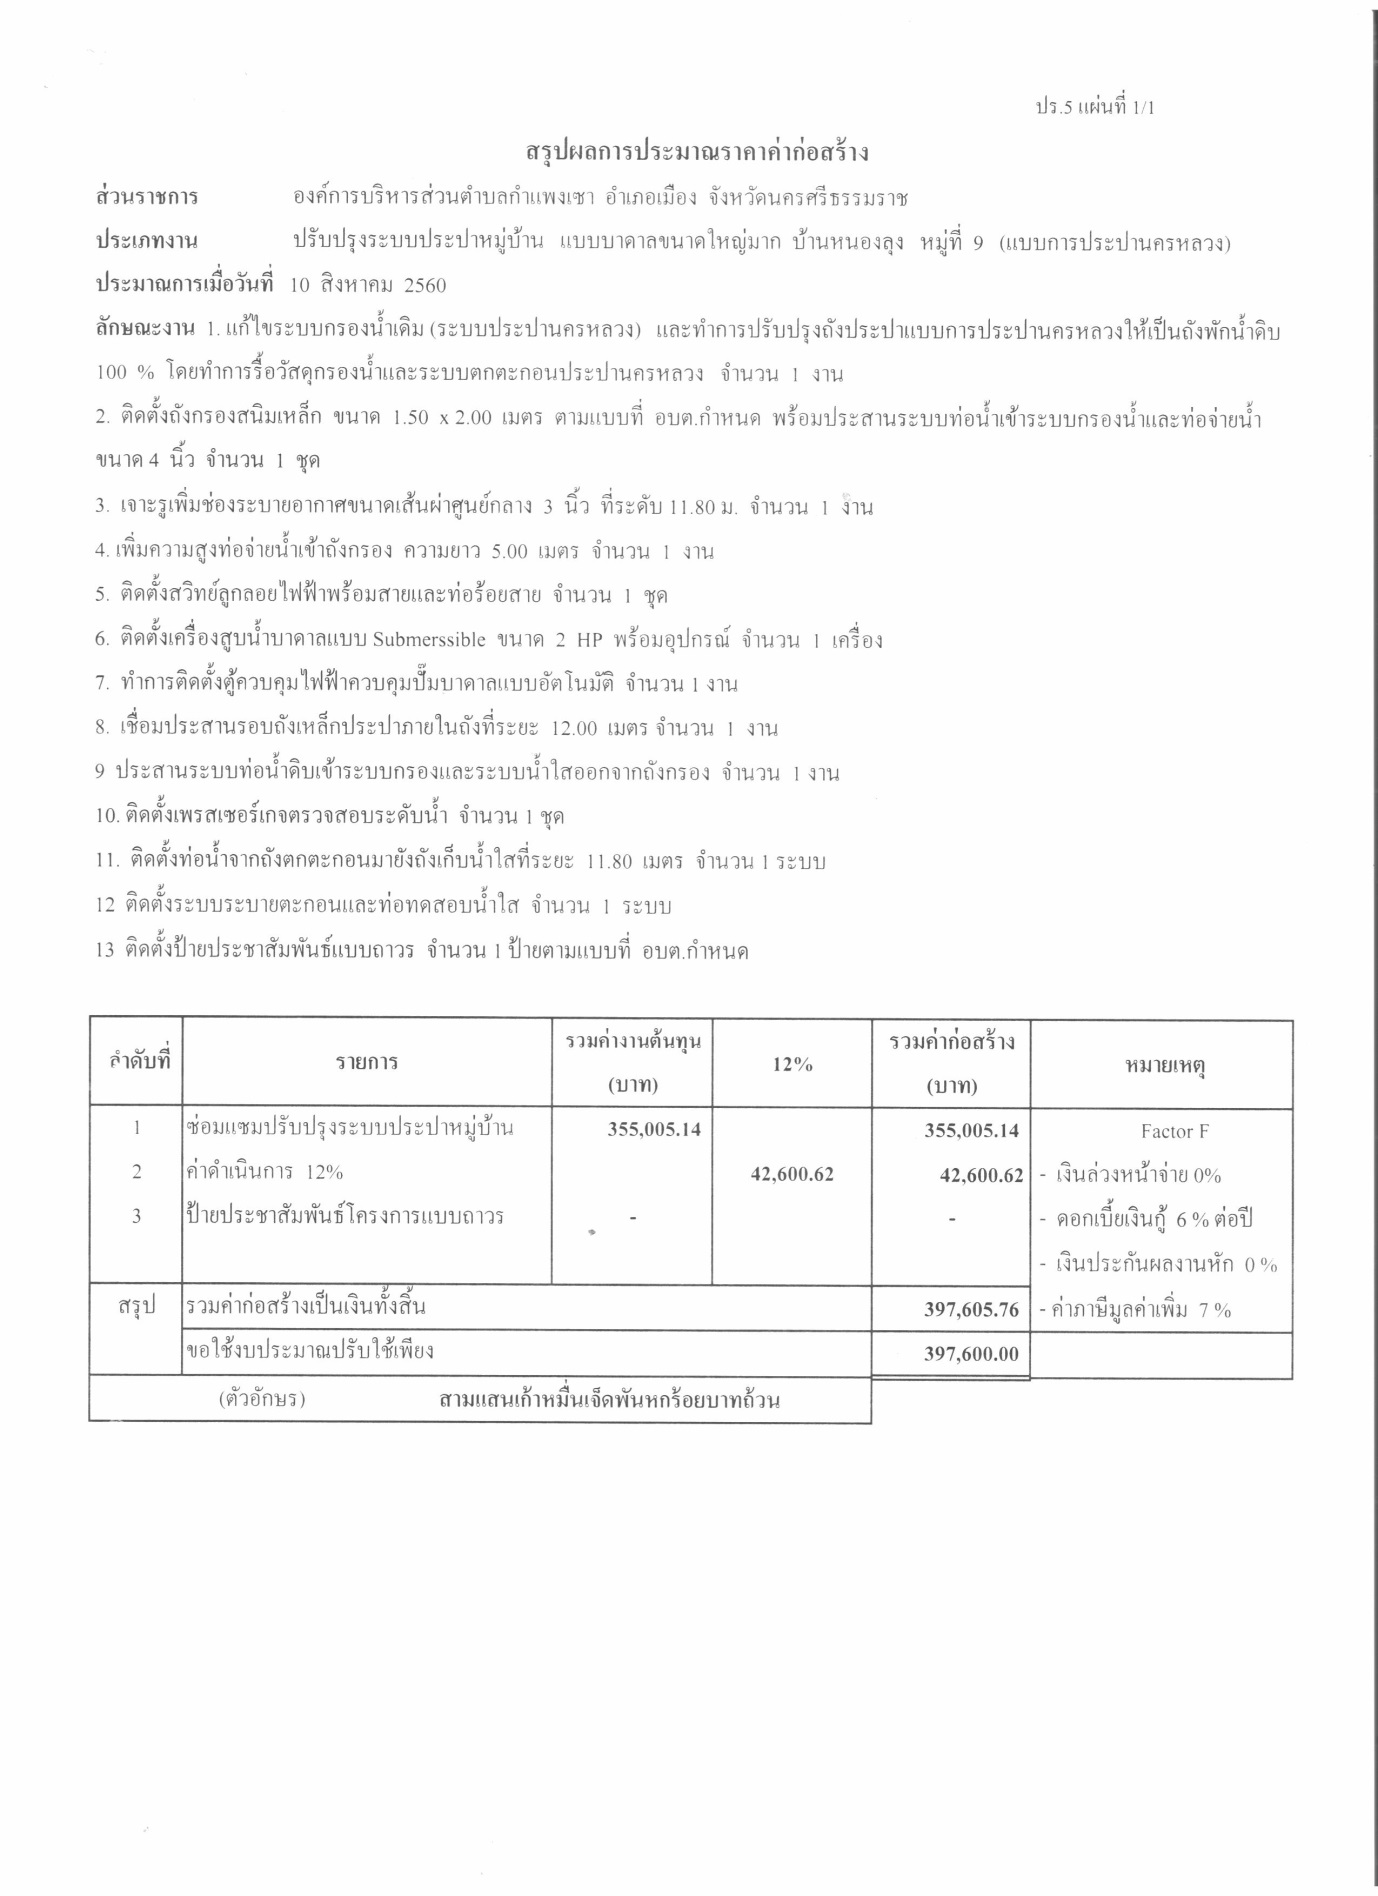 ปร.5 แผ่นที่ 1/1
สรุปผลการประมาณราคาค่าก่อสร้าง
ส่วนราชการ องค์การบริหารส่วนตำบลกำแพงเซา อำเภอเมือง จังหวัดนครศรีธรรมราช
ประเภทงาน ปรับปรุงระบบประปาหมู่บ้าน แบบบาดาลขนาดใหญ่มาก บ้านหนองลุง หมู่ที่ 9 (แบบการประปานครหลวง)
ประมาณการเมื่อวันที่ 10 สิงหาคม 2560
ลักษณะงาน 1. แก้ไขระบบกรองน้ำเดิม (ระบบประปานครหลวง) และทำการปรับปรุงถังประปาแบบการประปานครหลวงให้เป็นถังพักน้ำดิบ
100 % โดยทำการรื้อวัสดุกรองน้ำและระบบตกตะกอนประปานครหลวง จำนวน 1 งาน
2. ติดตั้งถังกรองสนิมเหล็ก ขนาด 1.50 x 2.00 เมตร ตามแบบที่ อบต.กำหนด พร้อมประสานระบบท่อน้ำเข้าระบบกรองน้ำและท่อจ่ายน้ำ
ขนาด 4 นิ้ว จำนวน 1 ชุด
3. เจาะรูเพิ่มช่องระบายอากาศขนาดเส้นผ่าศูนย์กลาง 3 นิ้ว ที่ระดับ 11.80 ม. จำนวน 1 งาน
4. เพิ่มความสูงท่อจ่ายน้ำเข้าถังกรอง ความยาว 5.00 เมตร จำนวน 1 งาน
5. ติดตั้งสวิทย์ลูกลอยไฟฟ้าพร้อมสายและท่อร้อยสาย จำนวน 1 ชุด
6. ติดตั้งเครื่องสูบน้ำบาดาลแบบ Submerssible ขนาด 2 HP พร้อมอุปกรณ์ จำนวน 1 เครื่อง
7. ทำการติดตั้งตู้ควบคุมไฟฟ้าควบคุมปั๊มบาดาลแบบอัตโนมัติ จำนวน 1 งาน
8. เชื่อมประสานรอบถังเหล็กประปาภายในถังที่ระยะ 12.00 เมตร จำนวน 1 งาน
9 ประสานระบบท่อน้ำดิบเข้าระบบกรองและระบบน้ำใสออกจากถังกรอง จำนวน 1 งาน
10. ติดตั้งเพรสเซอร์เกจตรวจสอบระดับน้ำ จำนวน 1 ชุด
11. ติดตั้งท่อน้ำจากถังตกตะกอนมายังถังเก็บน้ำใสที่ระยะ 11.80 เมตร จำนวน 1 ระบบ
12 ติดตั้งระบบระบายตะกอนและท่อทดสอบน้ำใส จำนวน 1 ระบบ
13 ติดตั้งป้ายประชาสัมพันธ์แบบถาวร จำนวน 1 ป้ายตามแบบที่ อบต.กำหนด
ลำดับที่ รายการ รวมค่างานต้นทุน (บาท) 12% รวมค่าก่อสร้าง (บาท) หมายเหตุ
1 ซ่อมแซมปรับปรุงระบบประปาหมู่บ้าน 355,005.14 355,005.14 Factor F
2 ค่าดำเนินการ 12% 42,600.62 42,600.62 - เงินล่วงหน้าจ่าย 0%
3 ป้ายประชาสัมพันธ์โครงการแบบถาวร - - - ดอกเบี้ยเงินกู้ 6 % ต่อปี
- เงินประกันผลงานหัก 0 %
สรุป รวมค่าก่อสร้างเป็นเงินทั้งสิ้น 397,605.76 - ค่าภาษีมูลค่าเพิ่ม 7 %
ขอใช้งบประมาณปรับใช้เพียง 397,600.00
(ตัวอักษร) สามแสนเก้าหมื่นเจ็ดพันหกร้อยบาทถ้วน